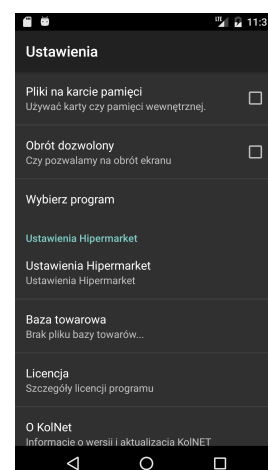 11:3
Ustawienia
Pliki na karcie pamięci
Używać karty czy pamięci wewnętrznej.
Obrót dozwolony
Czy pozwalamy na obrót ekranu
Wybierz program
Ustawienia Hipermarket
Ustawienia Hipermarket
Ustawienia Hipermarket
Baza towarowa
Brak pliku bazy towarów...
Licencja
Szczegóły licencji programu
O KolNet
Informacje o wersji i aktualizacja KolNET